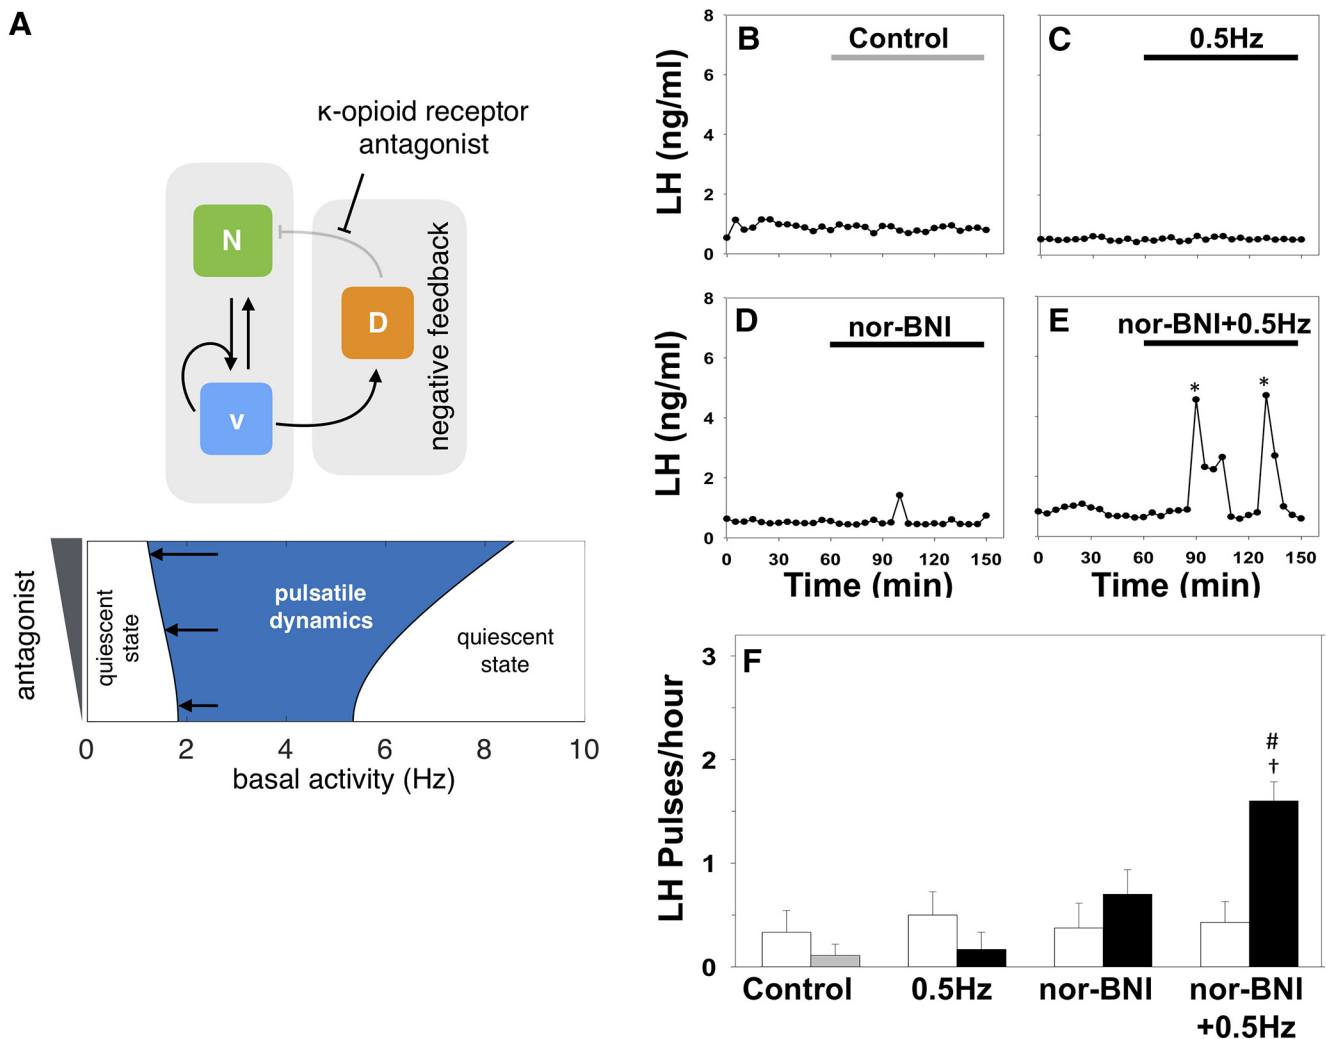 A
κ-opioid receptor
antagonist
N
D
v
negative feedback
antagonist
quiescent
state
pulsatile
dynamics
quiescent
state
0 2 4 6 8 10
basal activity (Hz)
B
Control
8
6
4
2
0
LH (ng/ml)
C
0.5Hz
D
nor-BNI
8
6
4
2
0
LH (ng/ml)
0 30 60 90 120 150
Time (min)
E
nor-BNI+0.5Hz
* *
0 30 60 90 120 150
Time (min)
F
3
2
1
0
LH Pulses/hour
#
†
Control 0.5Hz nor-BNI nor-BNI
+0.5Hz